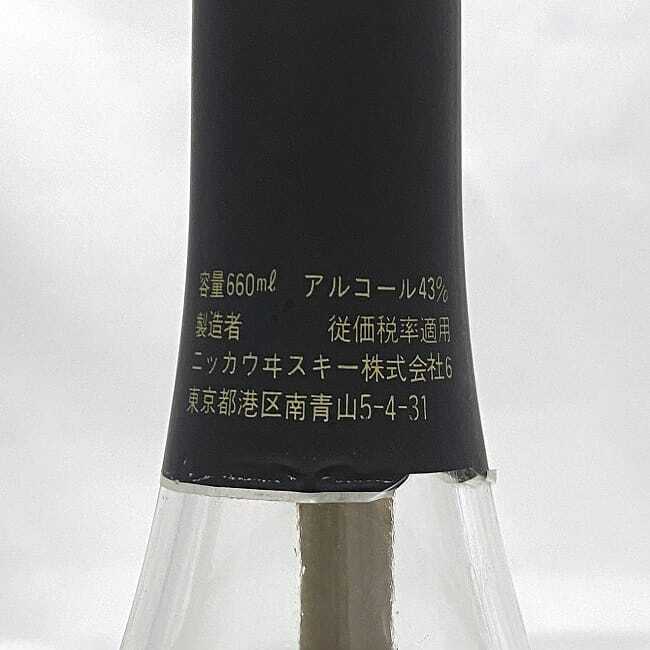 容量660ml アルコール43%
製造者 従価税率適用
ニッカウヰスキー株式会社G
東京都港区南青山5-4-31